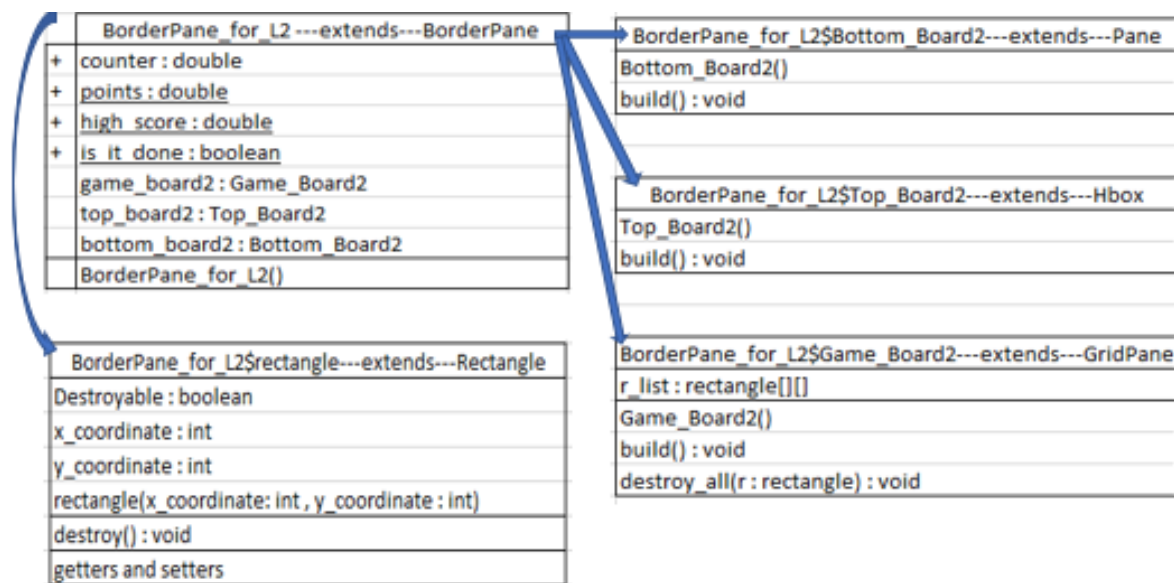 BorderPane_for_L2 ---extends---BorderPane
+ counter : double
+ points : double
+ high_score : double
+ is_it_done : boolean
game_board2 : Game_Board2
top_board2 : Top_Board2
bottom_board2 : Bottom_Board2
BorderPane_for_L2()
BorderPane_for_L2$rectangle---extends---Rectangle
Destroyable : boolean
x_coordinate : int
y_coordinate : int
rectangle(x_coordinate: int , y_coordinate : int)
destroy() : void
getters and setters
BorderPane_for_L2$Bottom_Board2---extends---Pane
Bottom_Board2()
build() : void
BorderPane_for_L2$Top_Board2---extends---Hbox
Top_Board2()
build() : void
BorderPane_for_L2$Game_Board2---extends---GridPane
r_list : rectangle[][]
Game_Board2()
build() : void
destroy_all(r : rectangle) : void